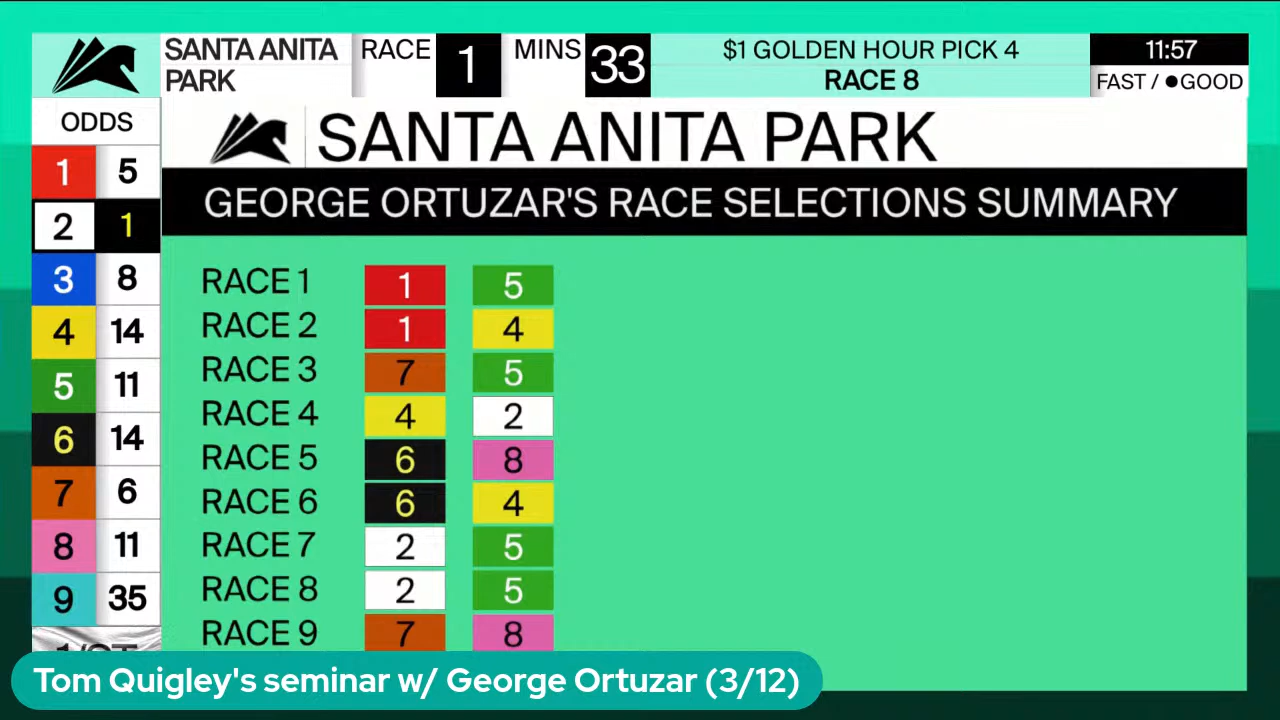 SANTA ANITA PARK
RACE 1
MINS 33
$1 GOLDEN HOUR PICK 4
RACE 8
11:57
FAST / ●GOOD
ODDS
1 5
2 1
3 8
4 14
5 11
6 14
7 6
8 11
9 35
SANTA ANITA PARK
GEORGE ORTUZAR'S RACE SELECTIONS SUMMARY
RACE 1 1 5
RACE 2 1 4
RACE 3 7 5
RACE 4 4 2
RACE 5 6 8
RACE 6 6 4
RACE 7 2 5
RACE 8 2 5
RACE 9 7 8
Tom Quigley's seminar w/ George Ortuzar (3/12)